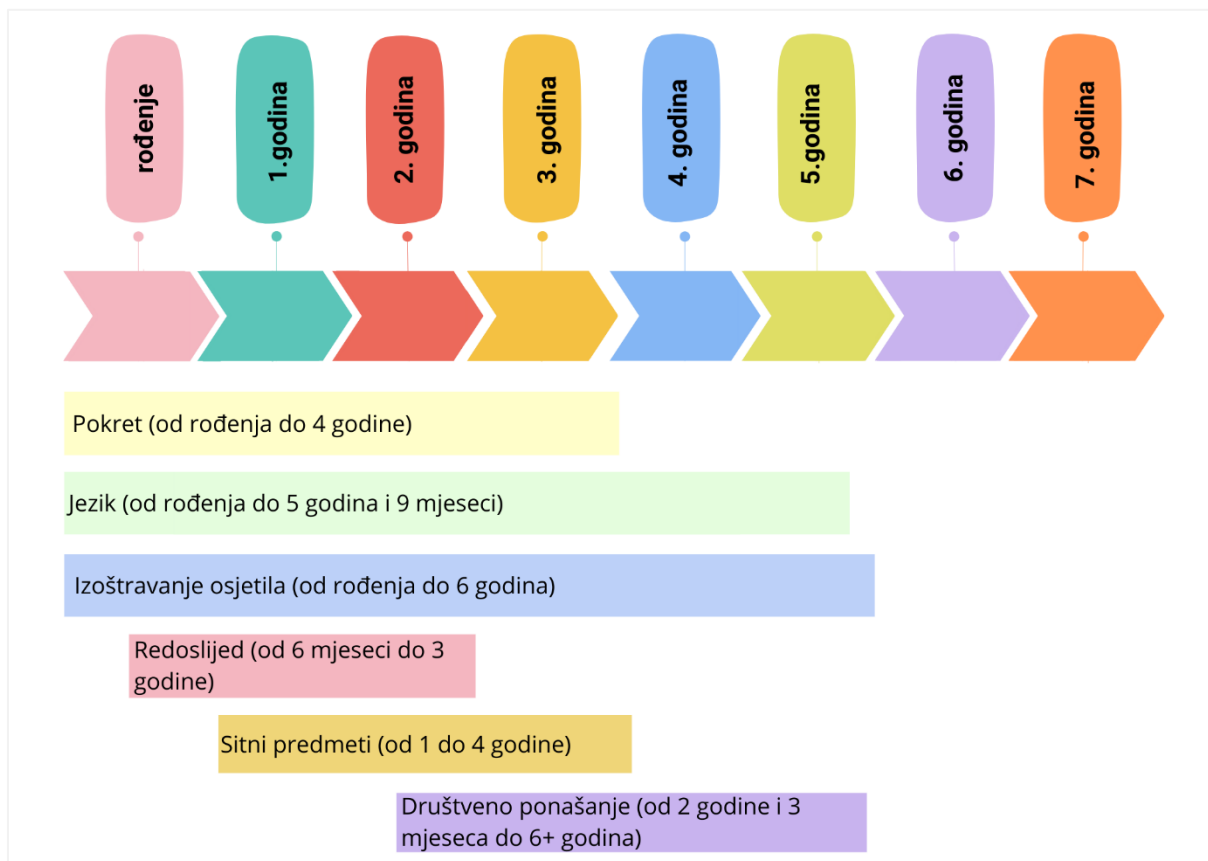 rođenje
1.godina
2. godina
3. godina
4. godina
5.godina
6. godina
7. godina
Pokret (od rođenja do 4 godine)
Jezik (od rođenja do 5 godina i 9 mjeseci)
Izoštravanje osjetila (od rođenja do 6 godina)
Redoslijed (od 6 mjeseci do 3
godine)
Sitni predmeti (od 1 do 4 godine)
Društveno ponašanje (od 2 godine i 3
mjeseca do 6+ godina)